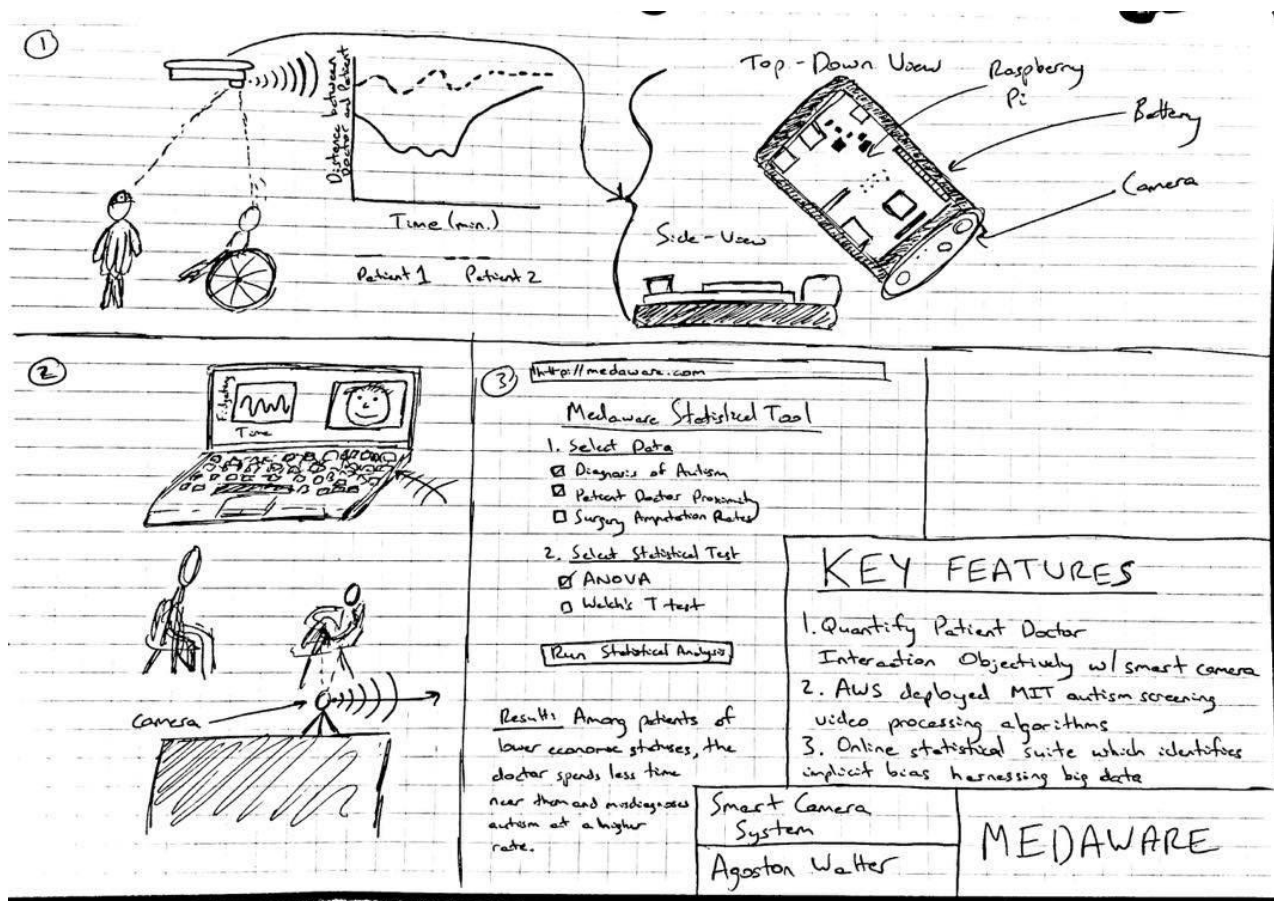 1
Distance between
Doctor and Patient
Time (min.)
Patient 1 Patient 2
Top-Down View
Raspberry
Pi
Battery
Camera
Side-View
2
Fidgeting
Time
Camera
3
http://medaware.com
Medaware Statistical Tool
1. Select Data
Diagnosis of Autism
Patient Doctor Proximity
Surgery Amputation Rates
2. Select Statistical Test
ANOVA
Welch's T test
Run Statistical Analysis
Result: Among patients of
lower economic statuses, the
doctor spends less time
near them and misdiagnoses
autism at a higher
rate.
KEY FEATURES
1. Quantify Patient Doctor
Interaction Objectively w/ smart camera
2. AWS deployed MIT autism screening
video processing algorithms
3. Online statistical suite which identifies
implicit bias harnessing big data
Smart Camera
System
Agoston Walter
MEDAWARE